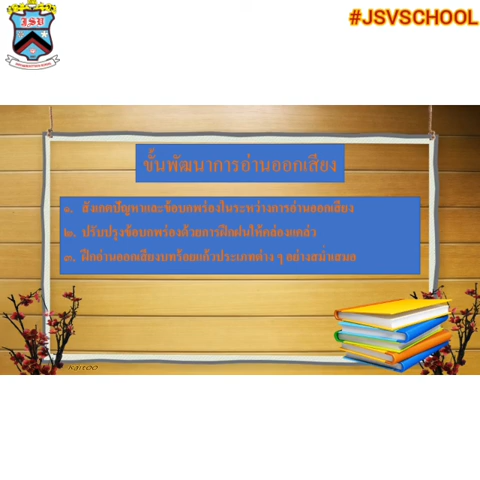 #JSVSCHOOL
JSV
ขั้นพัฒนาการอ่านออกเสียง
๑. สังเกตปัญหาและข้อบกพร่องในระหว่างการอ่านออกเสียง
๒. ปรับปรุงข้อบกพร่องด้วยการฝึกฝนให้คล่องแคล่ว
๓. ฝึกอ่านออกเสียงบทร้อยแก้วประเภทต่าง ๆ อย่างสม่ำเสมอ